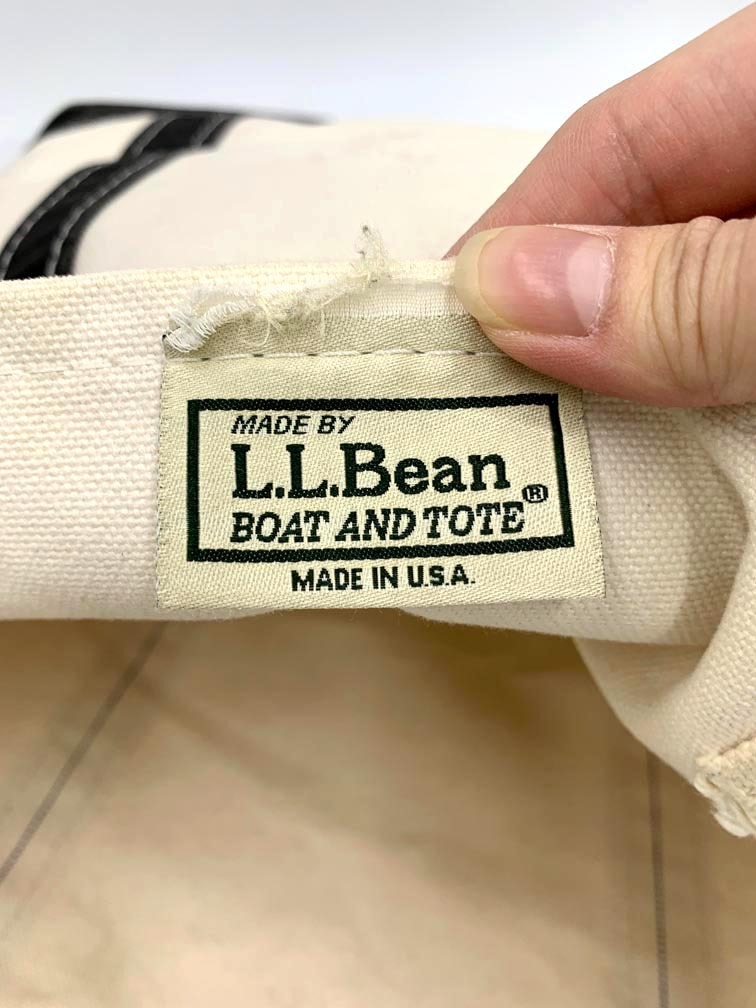 MADE BY
L.L.Bean®
BOAT AND TOTE
MADE IN U.S.A.